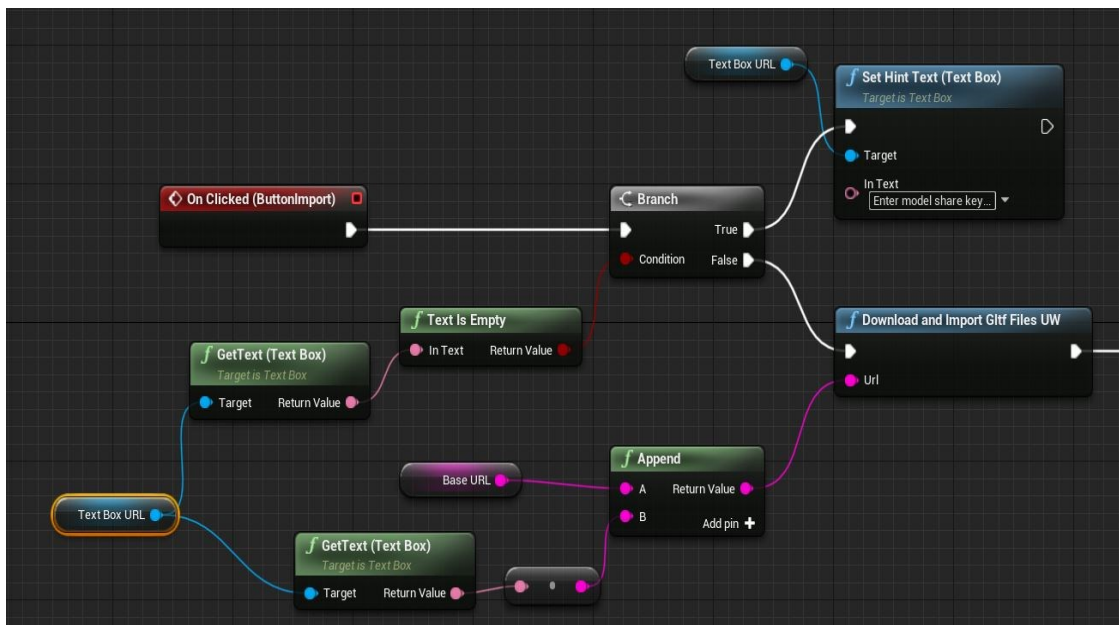 Text Box URL
f Set Hint Text (Text Box)
Target is Text Box
Target
In Text
Enter model share key...
On Clicked (ButtonImport)
Branch
True
Condition
False
f Text Is Empty
In Text
Return Value
f Download and Import Gltf Files UW
Url
f GetText (Text Box)
Target is Text Box
Target
Return Value
f Append
Base URL
A
Return Value
B
Add pin
Text Box URL
f GetText (Text Box)
Target is Text Box
Target
Return Value